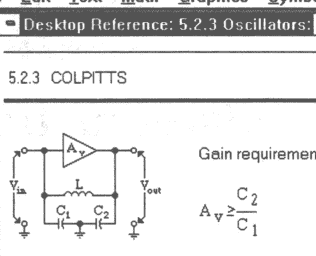 Edit Text Math Graphics Symbo
Desktop Reference: 5.2.3 Oscillators:
5.2.3 COLPITTS
Gain requiremen
A_v ≥ C_2 / C_1
A_v
V_in
L
V_out
C_1 C_2